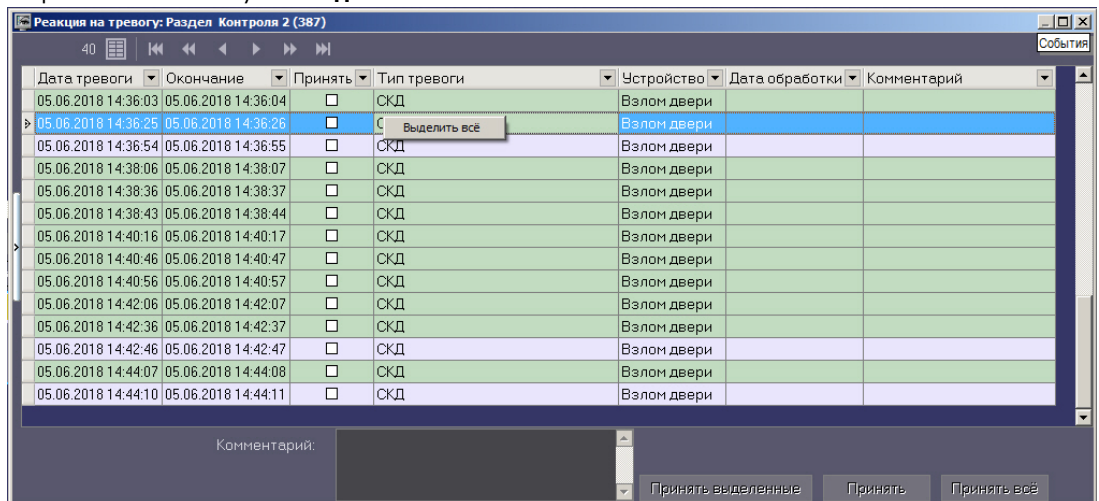 Реакция на тревогу: Раздел Контроля 2 (387)
40
События
Дата тревоги Окончание Принять Тип тревоги Устройство Дата обработки Комментарий
05.06.2018 14:36:03 05.06.2018 14:36:04 СКД Взлом двери
05.06.2018 14:36:25 05.06.2018 14:36:26 Выделить всё Взлом двери
05.06.2018 14:36:54 05.06.2018 14:36:55 СКД Взлом двери
05.06.2018 14:38:06 05.06.2018 14:38:07 СКД Взлом двери
05.06.2018 14:38:36 05.06.2018 14:38:37 СКД Взлом двери
05.06.2018 14:38:43 05.06.2018 14:38:44 СКД Взлом двери
05.06.2018 14:40:16 05.06.2018 14:40:17 СКД Взлом двери
05.06.2018 14:40:46 05.06.2018 14:40:47 СКД Взлом двери
05.06.2018 14:40:56 05.06.2018 14:40:57 СКД Взлом двери
05.06.2018 14:42:06 05.06.2018 14:42:07 СКД Взлом двери
05.06.2018 14:42:36 05.06.2018 14:42:37 СКД Взлом двери
05.06.2018 14:42:46 05.06.2018 14:42:47 СКД Взлом двери
05.06.2018 14:44:07 05.06.2018 14:44:08 СКД Взлом двери
05.06.2018 14:44:10 05.06.2018 14:44:11 СКД Взлом двери
Комментарий:
Принять выделенные Принять Принять всё